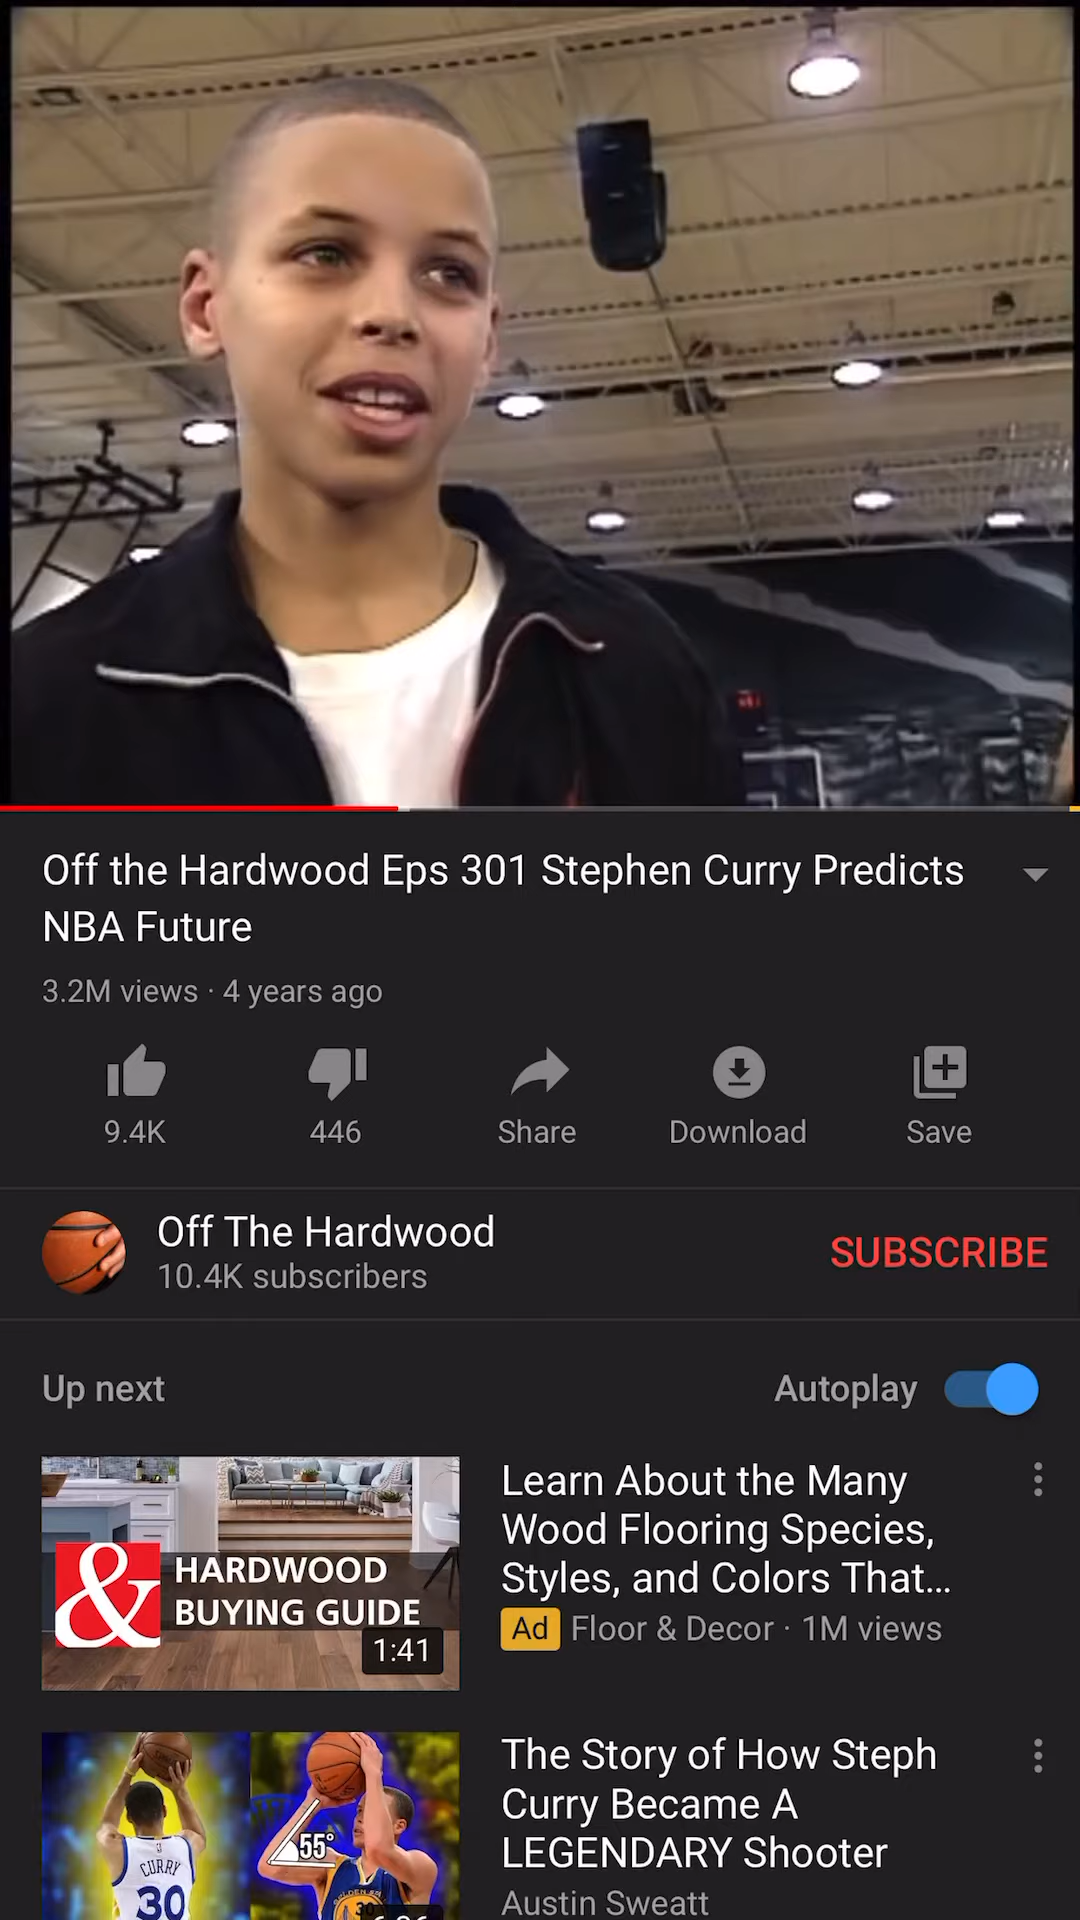 Off the Hardwood Eps 301 Stephen Curry Predicts
NBA Future
3.2M views · 4 years ago
9.4K
446
Share
Download
Save
Off The Hardwood
10.4K subscribers
SUBSCRIBE
Up next
Autoplay
&
HARDWOOD
BUYING GUIDE
1:41
Learn About the Many
Wood Flooring Species,
Styles, and Colors That...
Ad Floor & Decor · 1M views
CURRY
30
55°
30
The Story of How Steph
Curry Became A
LEGENDARY Shooter
Austin Sweatt